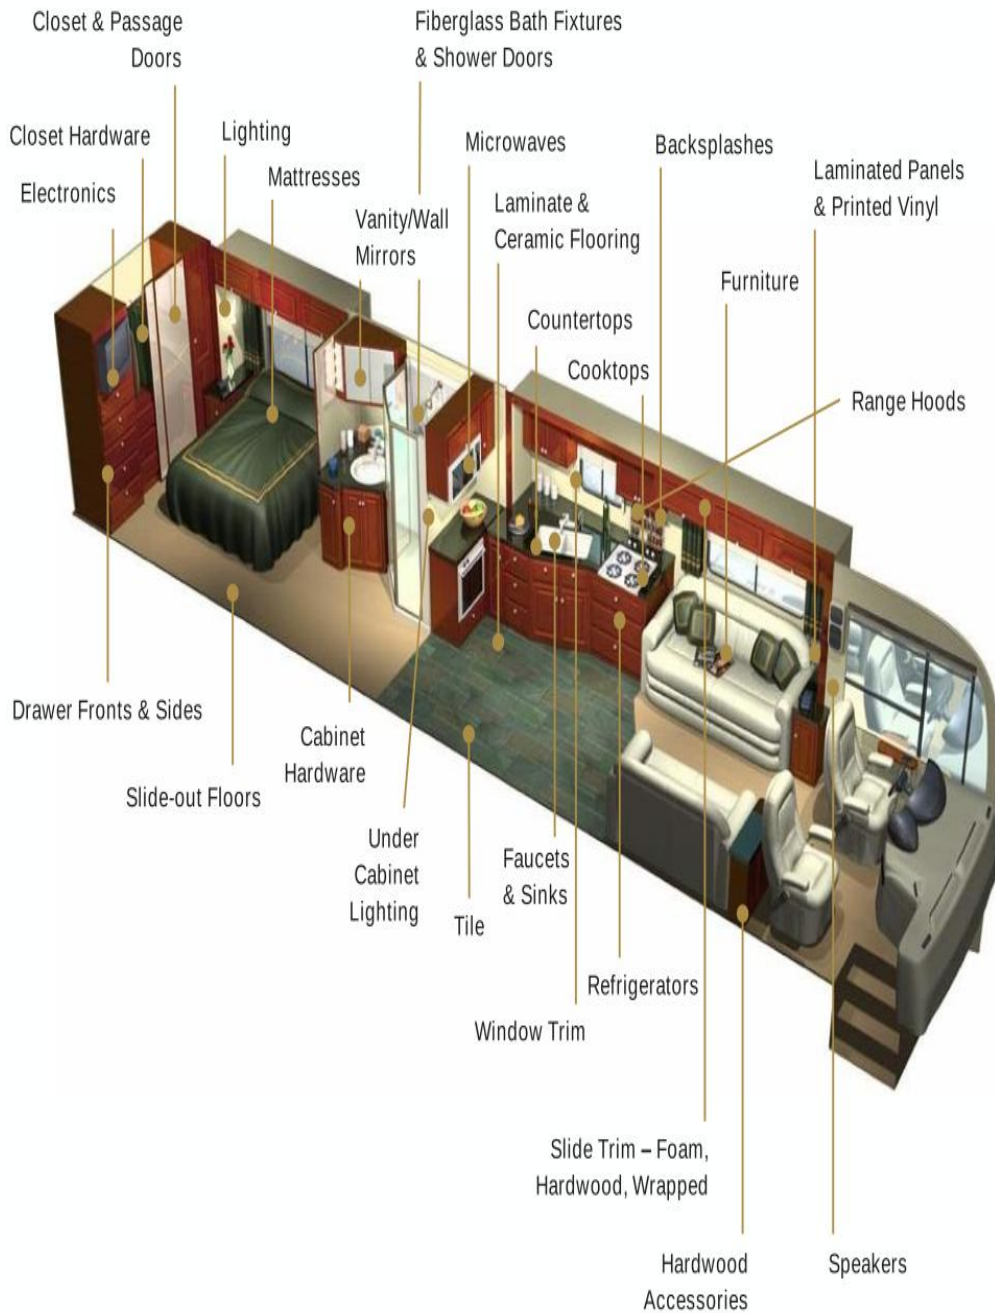 Closet & Passage
Doors
Fiberglass Bath Fixtures
& Shower Doors
Closet Hardware
Lighting
Microwaves
Backsplashes
Laminated Panels
& Printed Vinyl
Electronics
Mattresses
Vanity/Wall
Mirrors
Laminate &
Ceramic Flooring
Furniture
Countertops
Cooktops
Range Hoods
Drawer Fronts & Sides
Slide-out Floors
Cabinet
Hardware
Under
Cabinet
Lighting
Tile
Faucets
& Sinks
Refrigerators
Window Trim
Slide Trim – Foam,
Hardwood, Wrapped
Hardwood
Accessories
Speakers